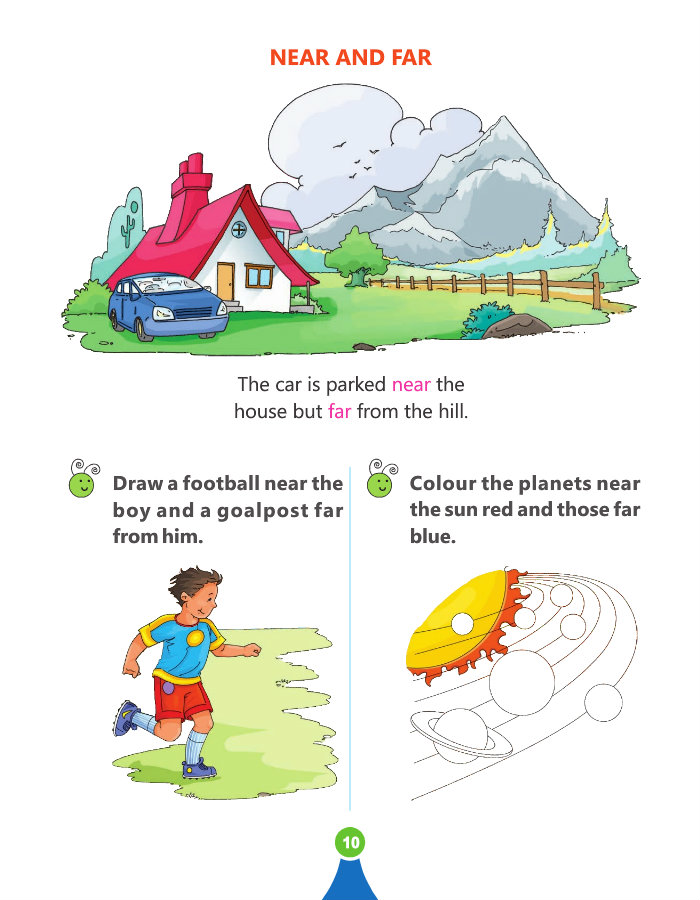 NEAR AND FAR
The car is parked near the
house but far from the hill.
Draw a football near the
boy and a goalpost far
from him.
Colour the planets near
the sun red and those far
blue.
10